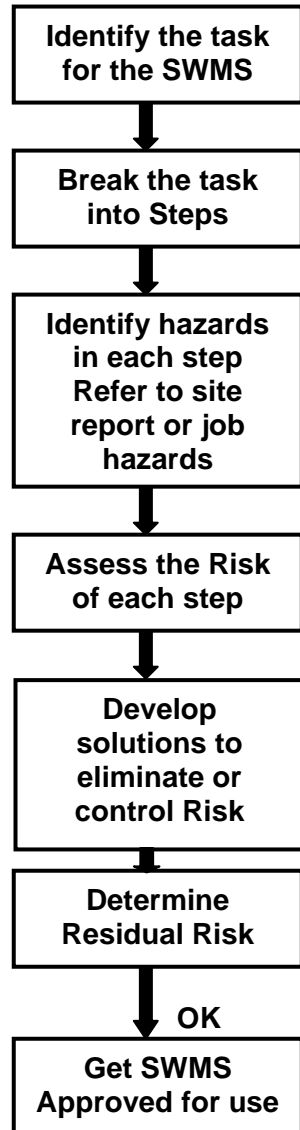 Identify the task
for the SWMS
Break the task
into Steps
Identify hazards
in each step
Refer to site
report or job
hazards
Assess the Risk
of each step
Develop
solutions to
eliminate or
control Risk
Determine
Residual Risk
OK
Get SWMS
Approved for use